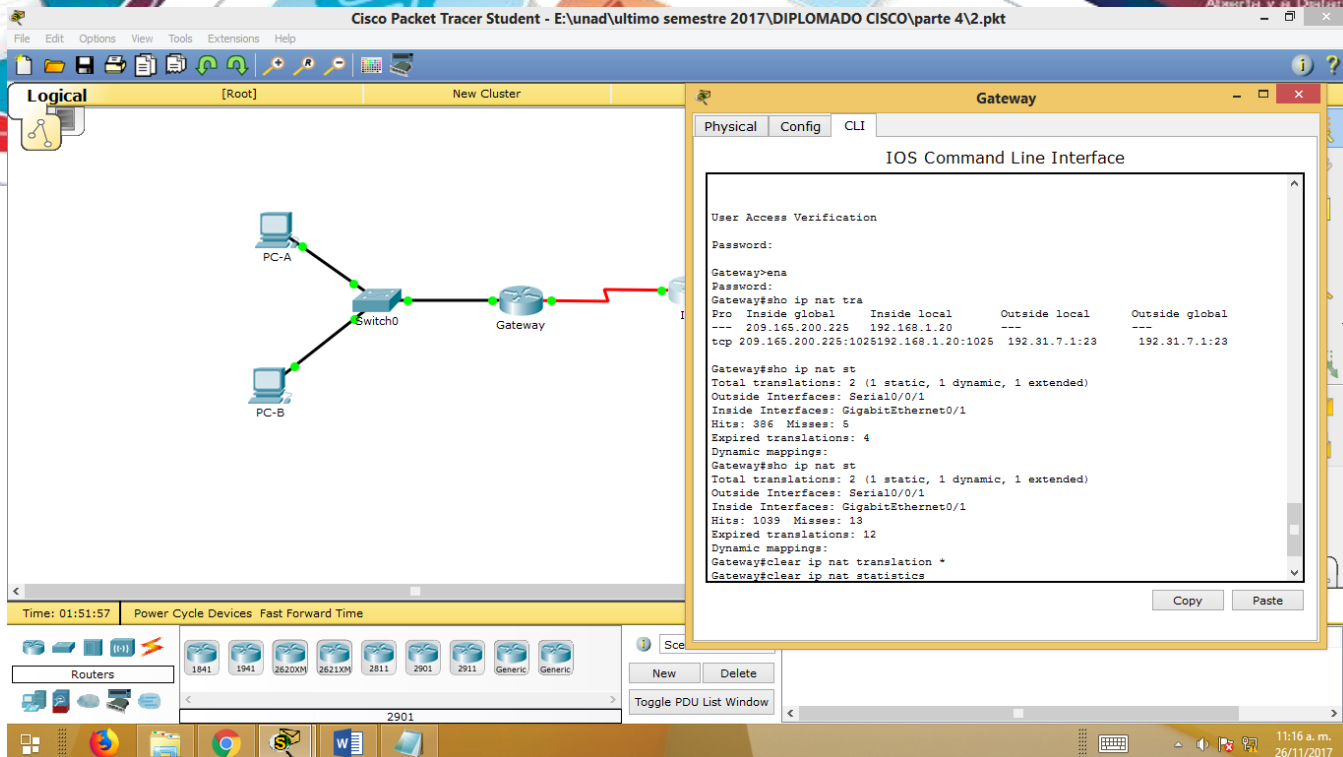 Cisco Packet Tracer Student - E:\unad\ultimo semestre 2017\DIPLOMADO CISCO\parte 4\2.pkt
File Edit Options View Tools Extensions Help
Logical [Root] New Cluster
PC-A
Switch0
Gateway
PC-B
Gateway
Physical Config CLI
IOS Command Line Interface
User Access Verification
Password:
Gateway>ena
Password:
Gateway#sho ip nat tra
Pro Inside global Inside local Outside local Outside global
--- 209.165.200.225 192.168.1.20 --- ---
tcp 209.165.200.225:1025192.168.1.20:1025 192.31.7.1:23 192.31.7.1:23
Gateway#sho ip nat st
Total translations: 2 (1 static, 1 dynamic, 1 extended)
Outside Interfaces: Serial0/0/1
Inside Interfaces: GigabitEthernet0/1
Hits: 386 Misses: 5
Expired translations: 4
Dynamic mappings:
Gateway#sho ip nat st
Total translations: 2 (1 static, 1 dynamic, 1 extended)
Outside Interfaces: Serial0/0/1
Inside Interfaces: GigabitEthernet0/1
Hits: 1039 Misses: 13
Expired translations: 12
Dynamic mappings:
Gateway#clear ip nat translation *
Gateway#clear ip nat statistics
Copy Paste
Time: 01:51:57 Power Cycle Devices Fast Forward Time
Routers
1841 1941 2620XM 2621XM 2811 2901 2911 Generic Generic
2901
New Delete
Toggle PDU List Window
11:16 a. m.
26/11/2017